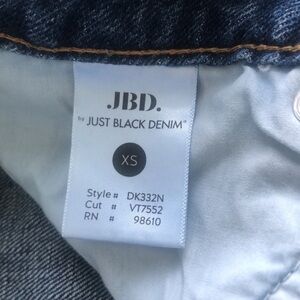 JBD.
by JUST BLACK DENIM
XS
Style # DK332N
Cut # VT7552
RN # 98610